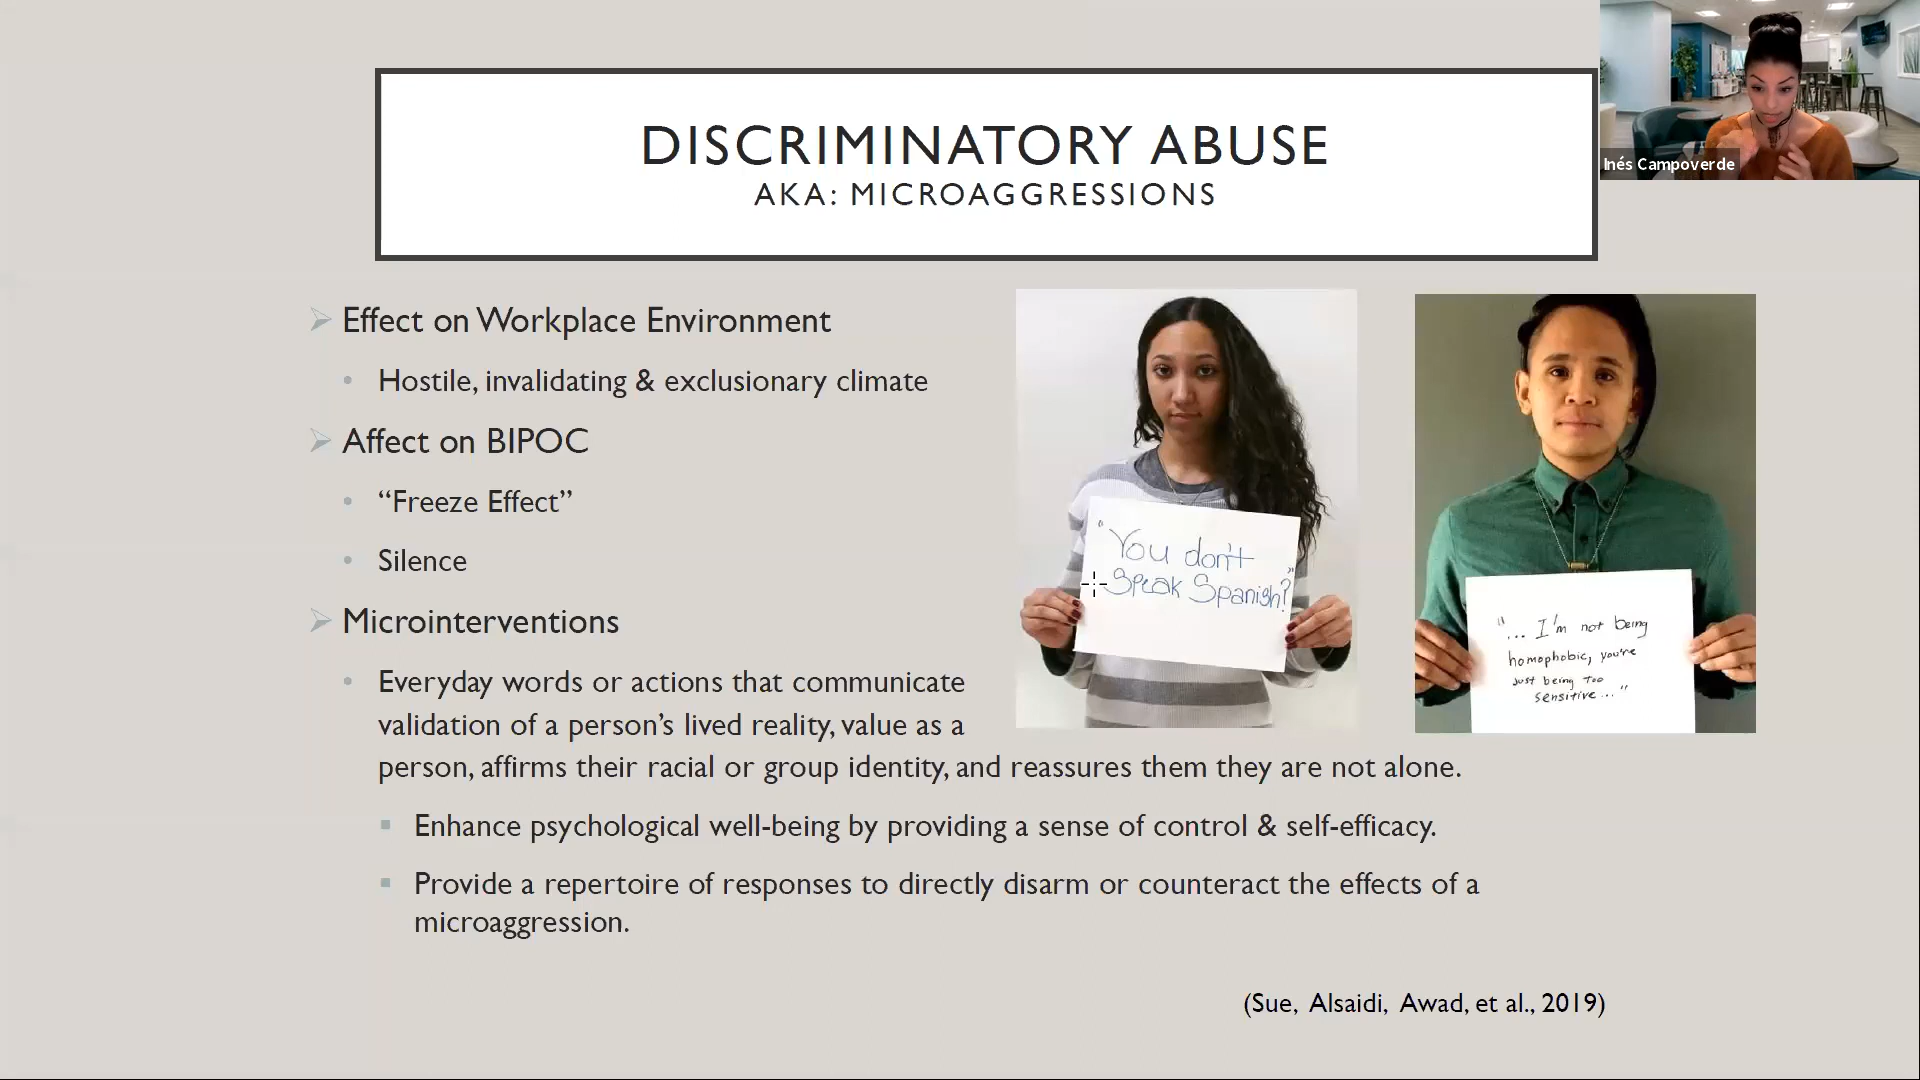 DISCRIMINATORY ABUSE
AKA: MICROAGGRESSIONS
Inés Campoverde
Effect on Workplace Environment
Hostile, invalidating & exclusionary climate
Affect on BIPOC
“Freeze Effect”
Silence
Microinterventions
Everyday words or actions that communicate
validation of a person’s lived reality, value as a
person, affirms their racial or group identity, and reassures them they are not alone.
Enhance psychological well-being by providing a sense of control & self-efficacy.
Provide a repertoire of responses to directly disarm or counteract the effects of a
microaggression.
"You don't
Speak Spanish?"
"... I'm not being
homophobic, you're
just being too
sensitive..."
(Sue, Alsaidi, Awad, et al., 2019)